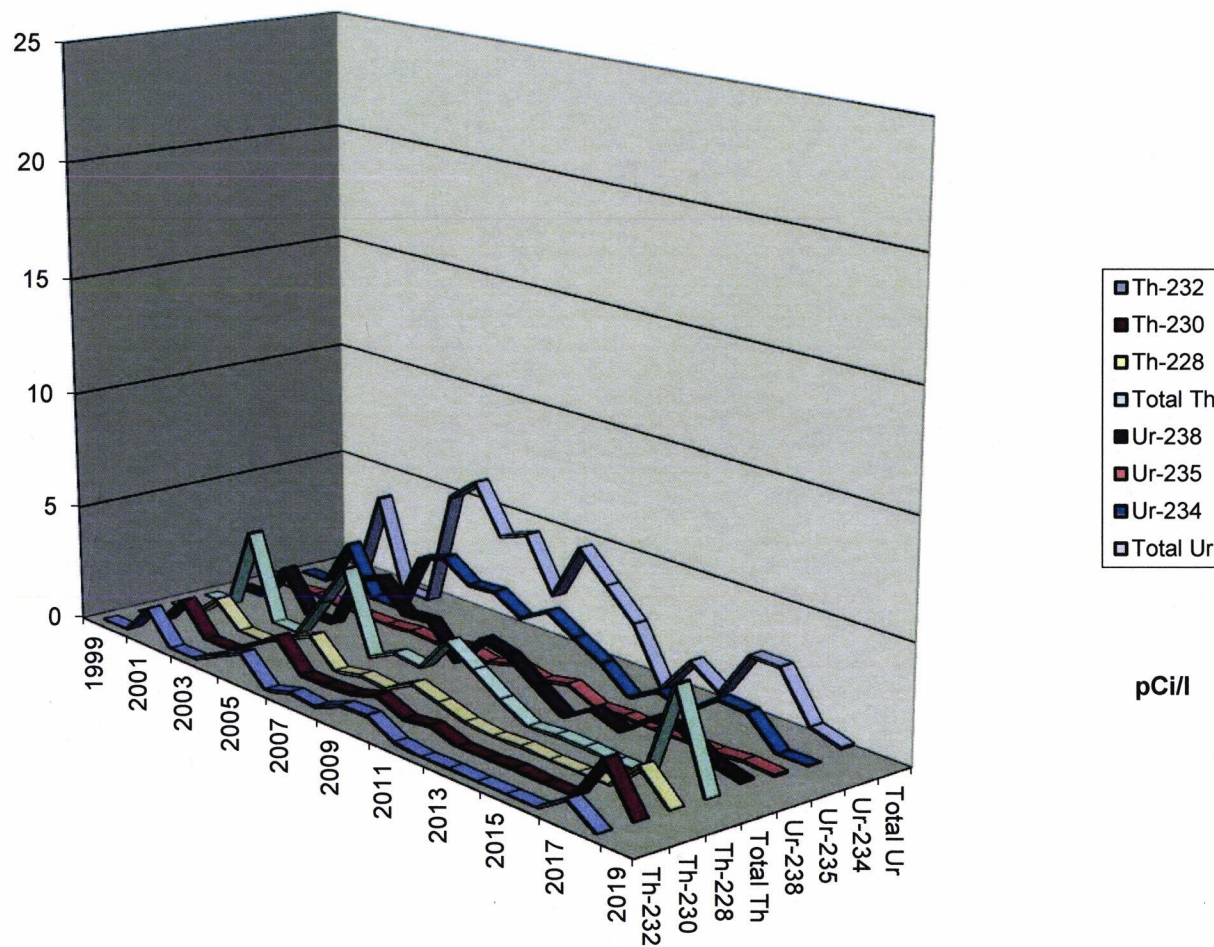 25
20
15
10
5
0
1999
2001
2003
2005
2007
2009
2011
2013
2015
2017
2019
Th-232
Th-230
Th-228
Total Th
Ur-238
Ur-235
Ur-234
Total Ur
pCi/l
Th-232
Th-230
Th-228
Total Th
Ur-238
Ur-235
Ur-234
Total Ur